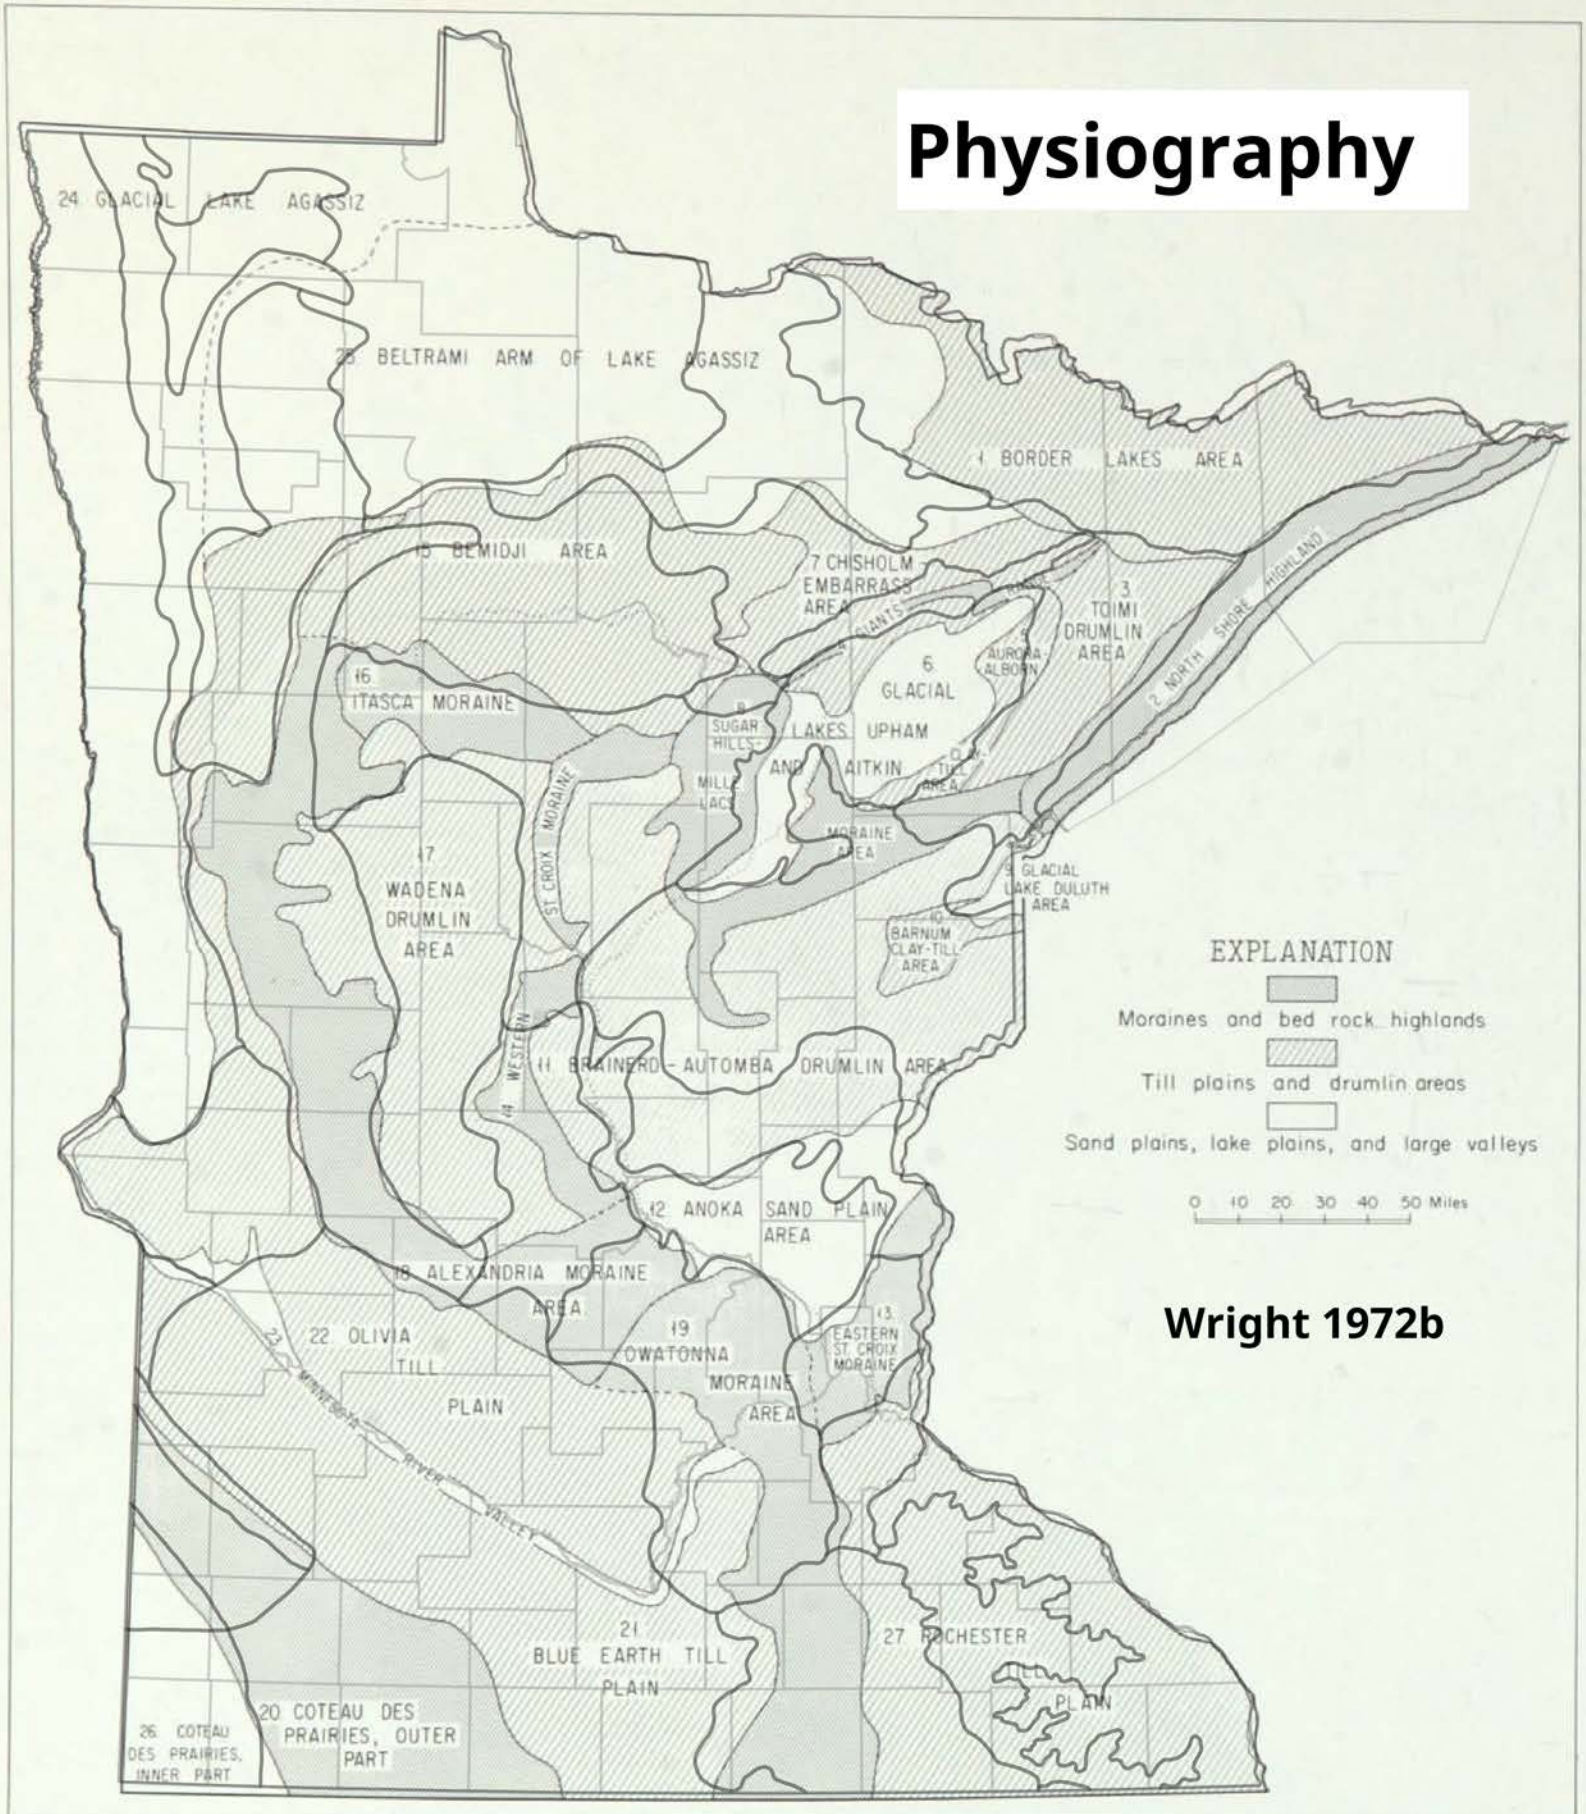 Physiography
24 GLACIAL LAKE AGASSIZ
25 BELTRAMI ARM OF LAKE AGASSIZ
1 BORDER LAKES AREA
15 BEMIDJI AREA
7 CHISHOLM
EMBARRASS
AREA
GIANTS RANGE
3
TOIMI
DRUMLIN
AREA
2 NORTH SHORE HIGHLAND
5
AURORA-
ALBORN
CLAY-
TILL
AREA
6
GLACIAL
LAKES UPHAM
AND AITKIN
16
ITASCA MORAINE
8
SUGAR
HILLS-
MILLE
LACS
MORAINE
AREA
ST CROIX MORAINE
17
WADENA
DRUMLIN
AREA
9 GLACIAL
LAKE DULUTH
AREA
10
BARNUM
CLAY-TILL
AREA
EXPLANATION
Moraines and bed rock highlands
Till plains and drumlin areas
Sand plains, lake plains, and large valleys
0 10 20 30 40 50 Miles
14 WESTERN
11 BRAINERD - AUTOMBA DRUMLIN AREA
12 ANOKA SAND PLAIN
AREA
18 ALEXANDRIA MORAINE
AREA
13
EASTERN
ST CROIX
MORAINE
Wright 1972b
19
OWATONNA
MORAINE
AREA
22 OLIVIA
TILL
PLAIN
23 MINNESOTA RIVER VALLEY
21
BLUE EARTH TILL
PLAIN
27 ROCHESTER
TILL
PLAIN
20 COTEAU DES
PRAIRIES, OUTER
PART
26 COTEAU
DES PRAIRIES,
INNER PART